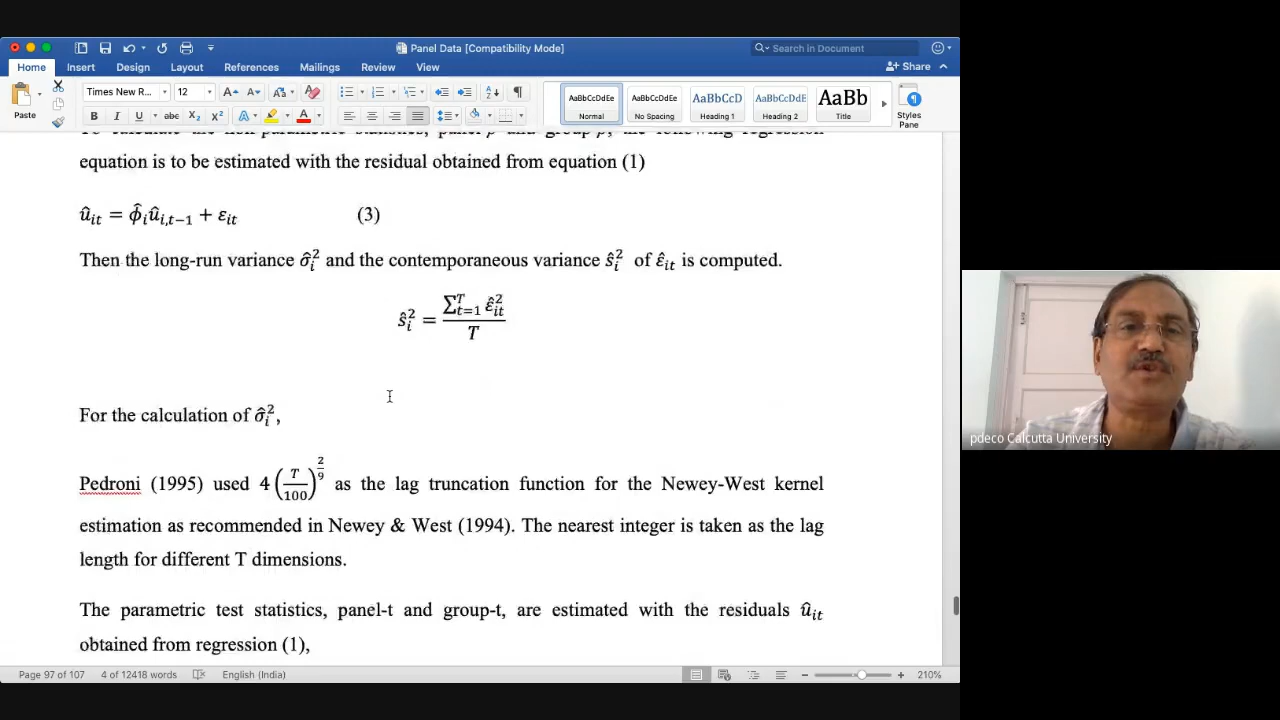 Panel Data [Compatibility Mode]
Search in Document
Home Insert Design Layout References Mailings Review View
Share
Paste
Times New R... 12
B I U abc X₂ X²
AaBbCcDdEe AaBbCcDdEe AaBbCcD AaBbCcDdE AaBb
Normal No Spacing Heading 1 Heading 2 Title
Styles Pane
equation is to be estimated with the residual obtained from equation (1)
û_it = ϕ̂_i û_i,t−1 + ε_it (3)
Then the long-run variance σ̂_i² and the contemporaneous variance ŝ_i² of ε̂_it is computed.
ŝ_i² = ∑_{t=1}^{T} ε̂_it² / T
For the calculation of σ̂_i²,
Pedroni (1995) used 4(T/100)^(2/9) as the lag truncation function for the Newey-West kernel
estimation as recommended in Newey & West (1994). The nearest integer is taken as the lag
length for different T dimensions.
The parametric test statistics, panel-t and group-t, are estimated with the residuals û_it
obtained from regression (1),
Page 97 of 107 4 of 12418 words English (India) 210%
pdeco Calcutta University